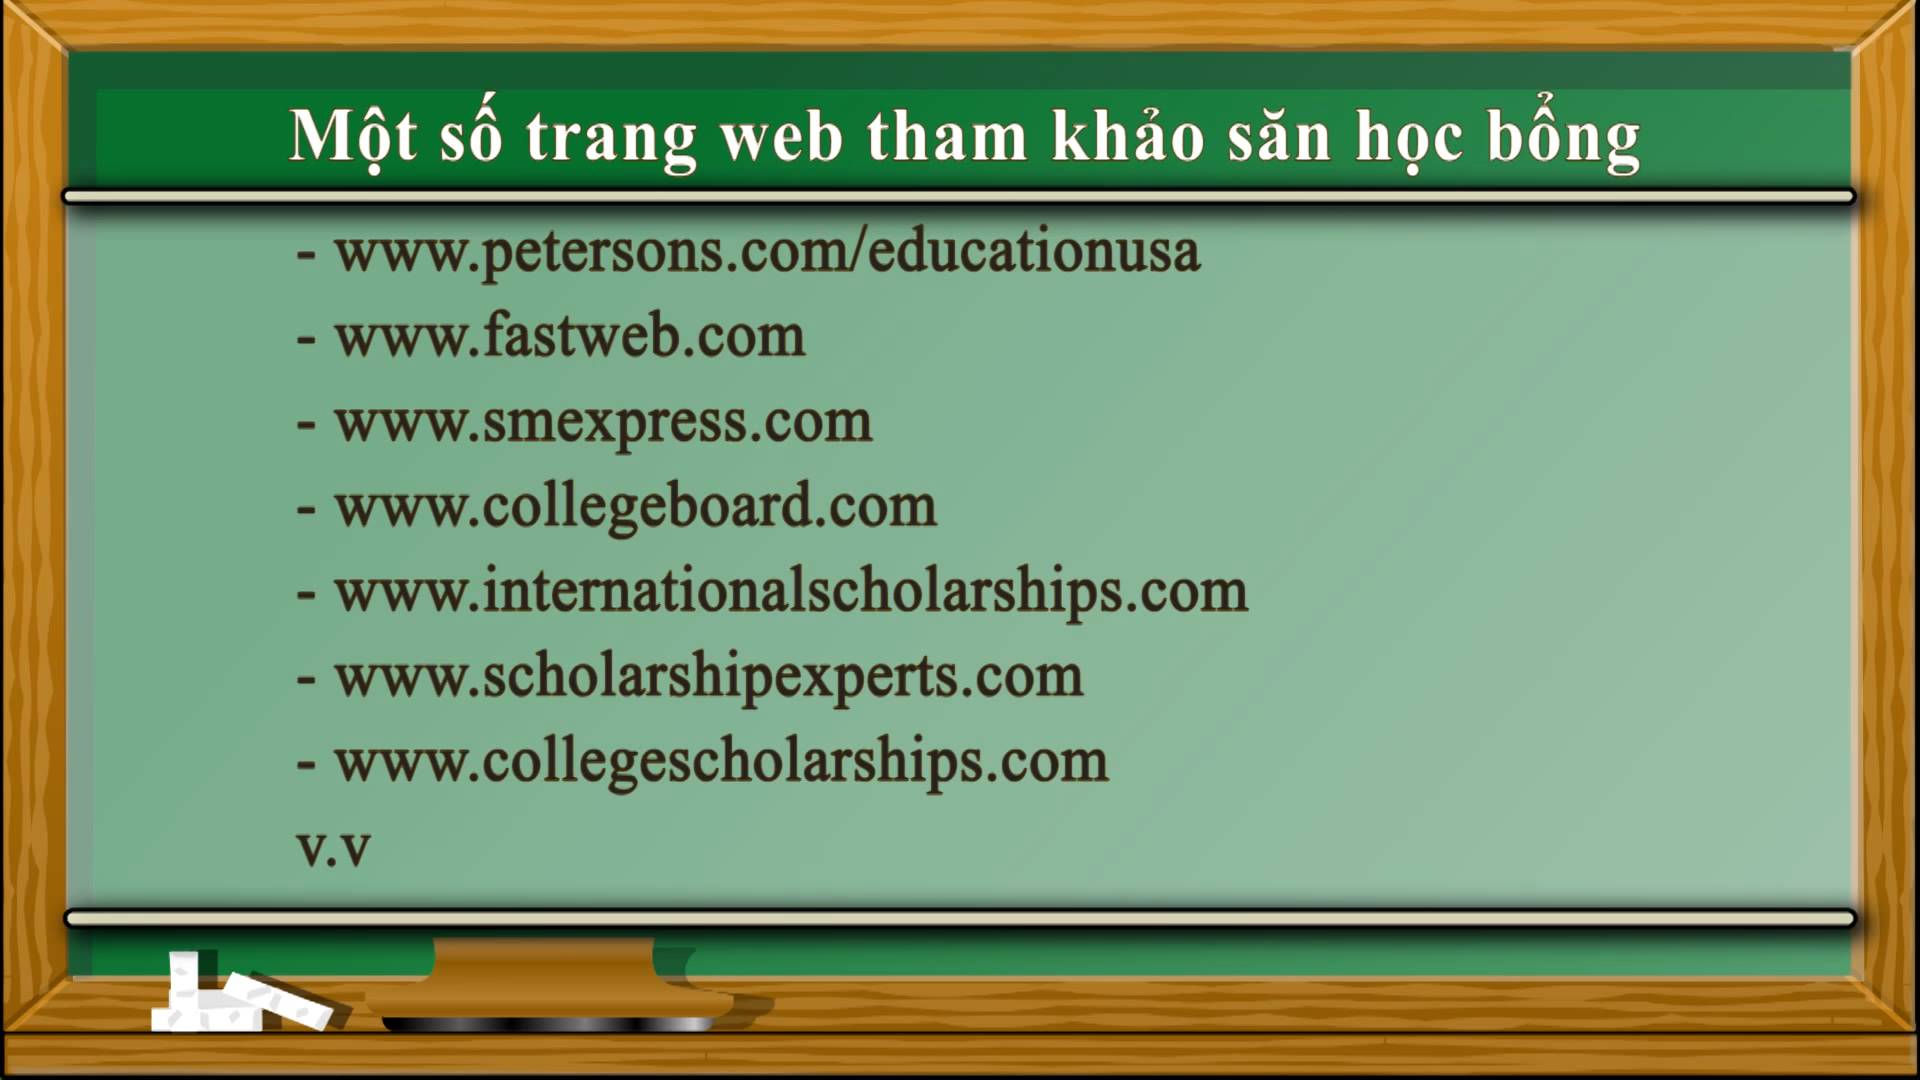 Một số trang web tham khảo săn học bổng
- www.petersons.com/educationusa
- www.fastweb.com
- www.smexpress.com
- www.collegeboard.com
- www.internationalscholarships.com
- www.scholarshipexperts.com
- www.collegescholarships.com
v.v